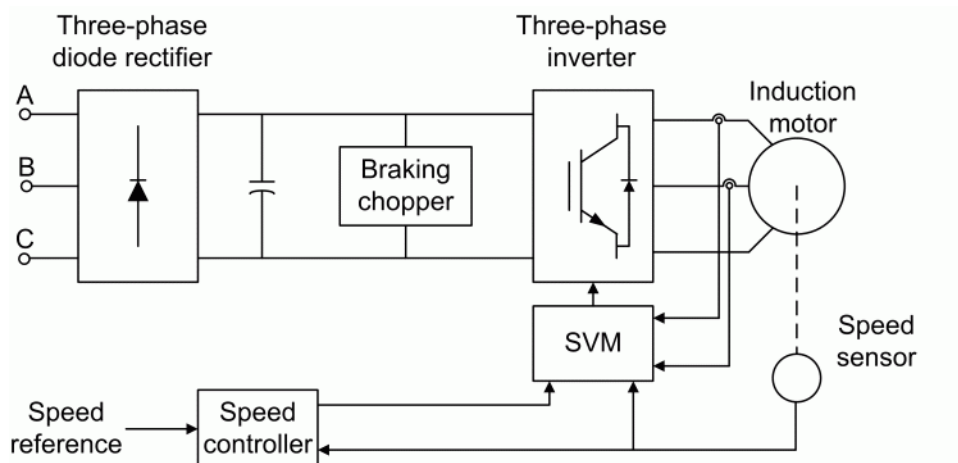 Three-phase
diode rectifier
Three-phase
inverter
A
B
C
Braking
chopper
Induction
motor
SVM
Speed
sensor
Speed
reference
Speed
controller